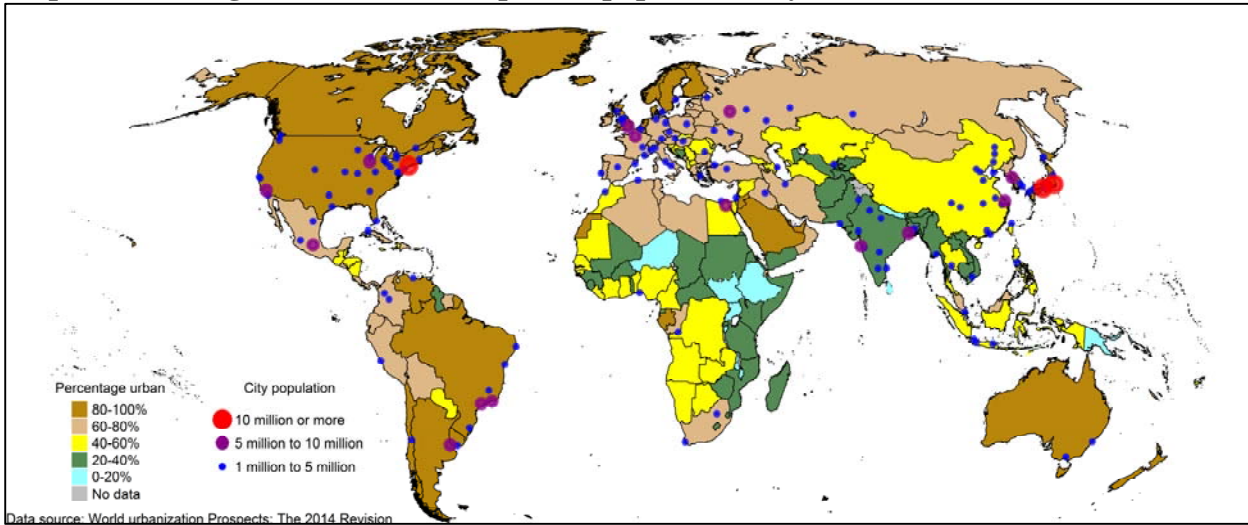 Percentage urban
80-100%
60-80%
40-60%
20-40%
0-20%
No data
City population
10 million or more
5 million to 10 million
1 million to 5 million
Data source: World urbanization Prospects: The 2014 Revision